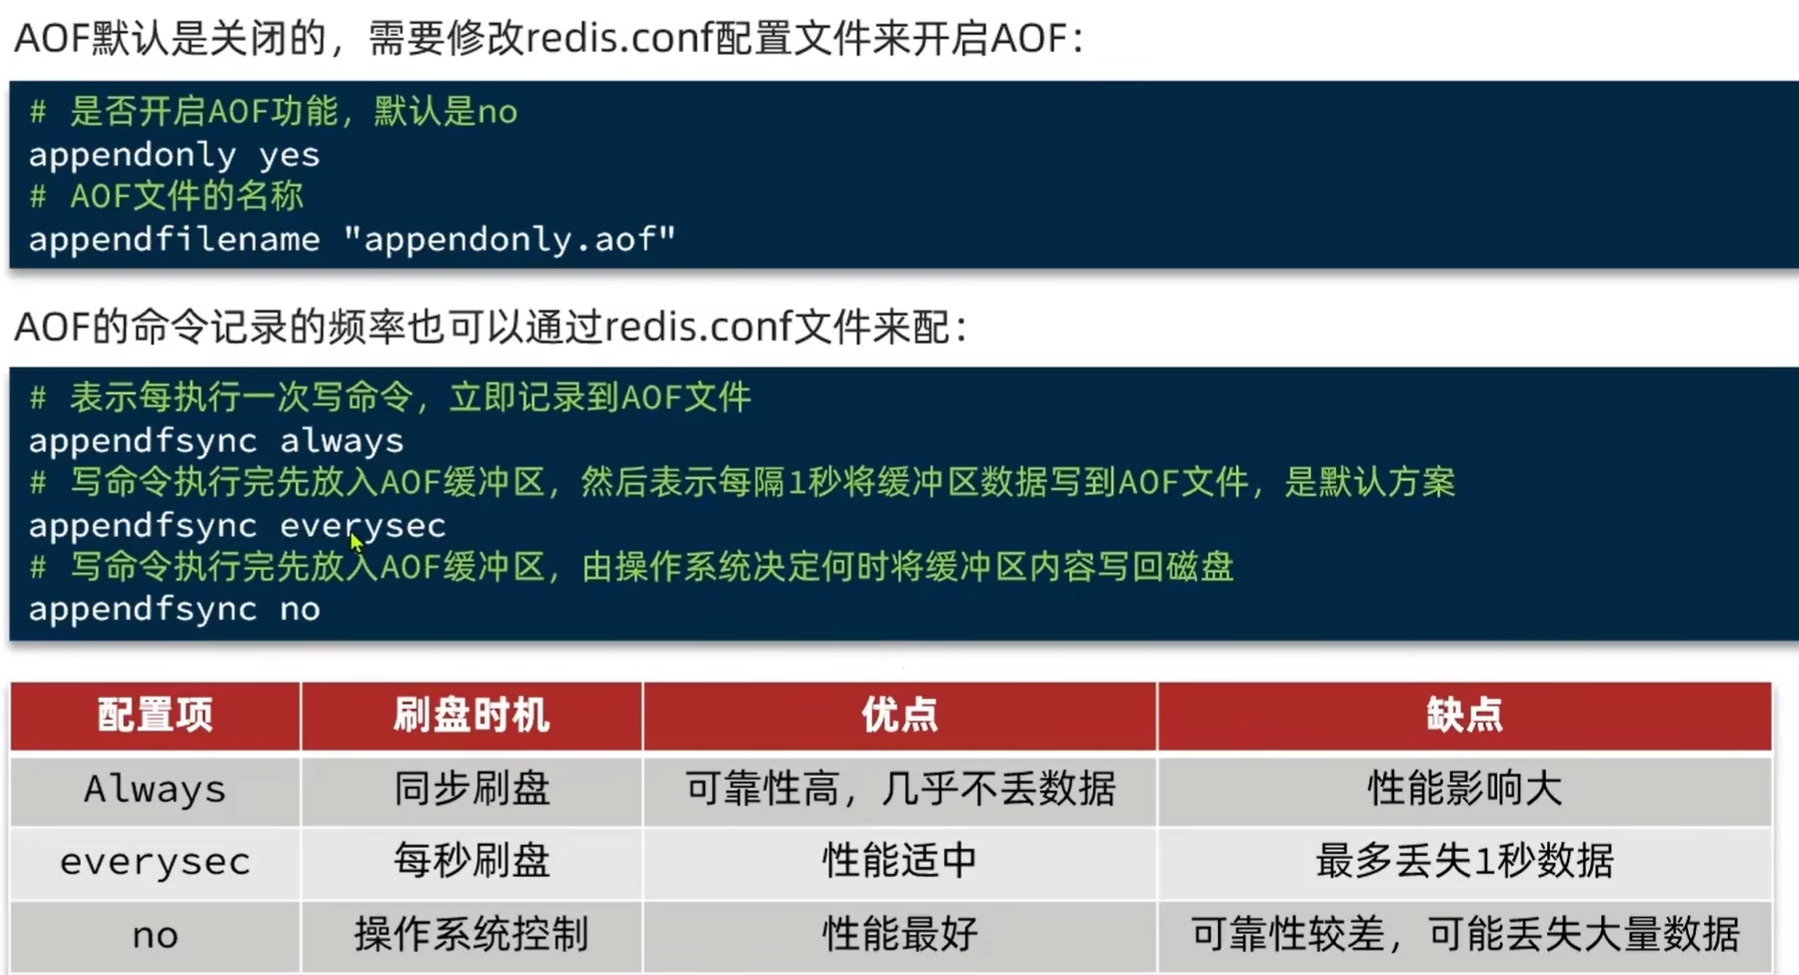 AOF默认是关闭的，需要修改redis.conf配置文件来开启AOF：
# 是否开启AOF功能，默认是no
appendonly yes
# AOF文件的名称
appendfilename "appendonly.aof"
AOF的命令记录的频率也可以通过redis.conf文件来配：
# 表示每执行一次写命令，立即记录到AOF文件
appendfsync always
# 写命令执行完先放入AOF缓冲区，然后表示每隔1秒将缓冲区数据写到AOF文件，是默认方案
appendfsync everysec
# 写命令执行完先放入AOF缓冲区，由操作系统决定何时将缓冲区内容写回磁盘
appendfsync no
配置项 刷盘时机 优点 缺点
Always 同步刷盘 可靠性高，几乎不丢数据 性能影响大
everysec 每秒刷盘 性能适中 最多丢失1秒数据
no 操作系统控制 性能最好 可靠性较差，可能丢失大量数据